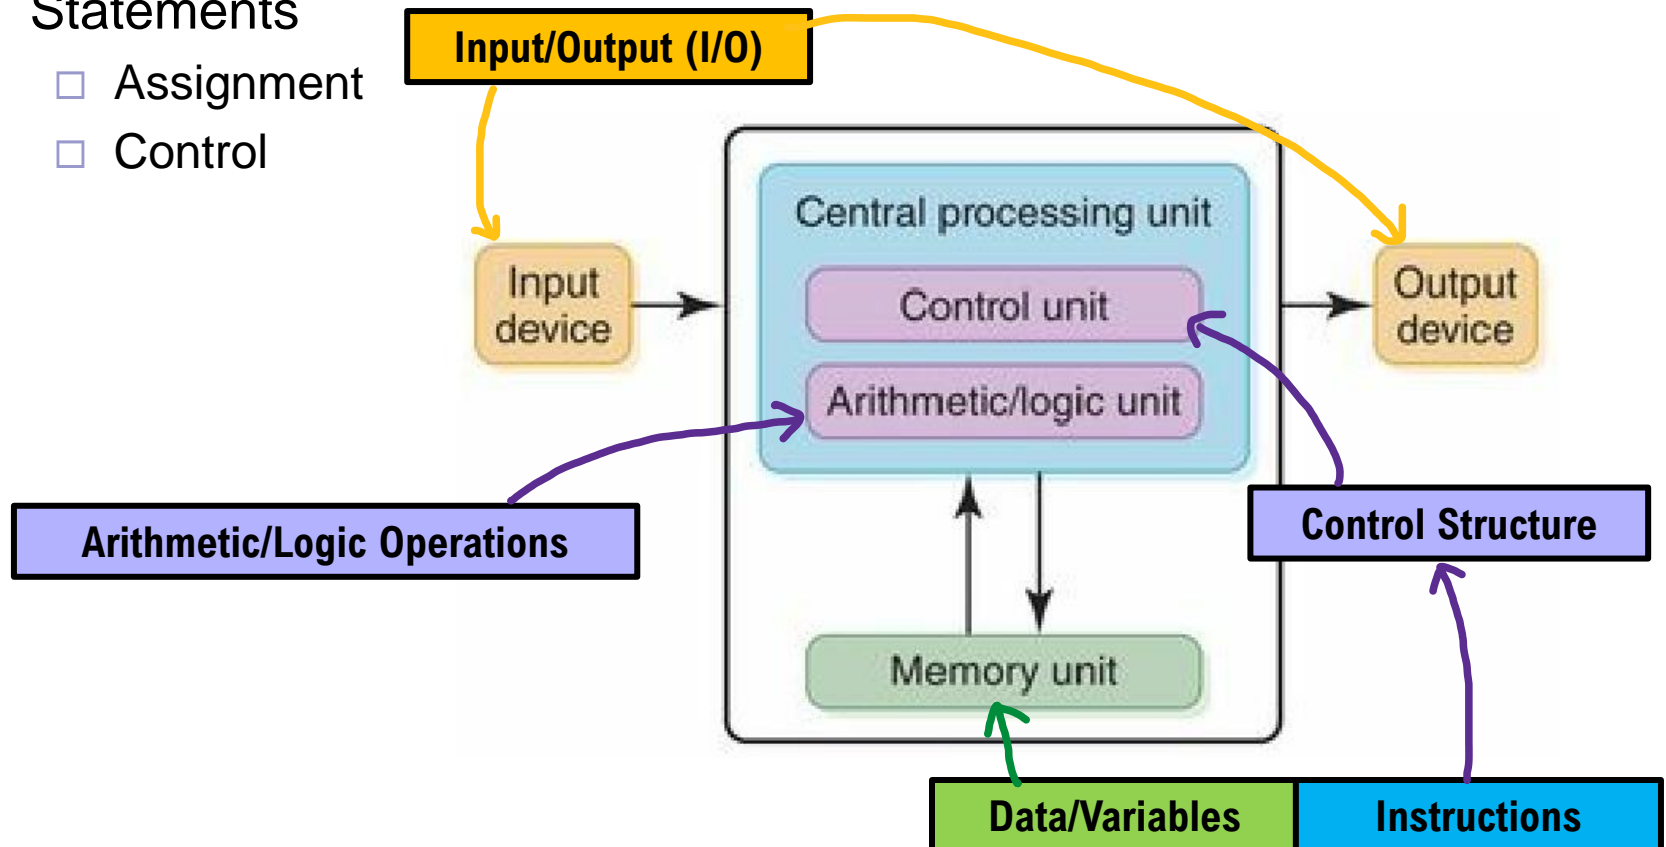 Statements
Assignment
Control
Input/Output (I/O)
Central processing unit
Input
device
Control unit
Output
device
Arithmetic/logic unit
Arithmetic/Logic Operations
Control Structure
Memory unit
Data/Variables
Instructions